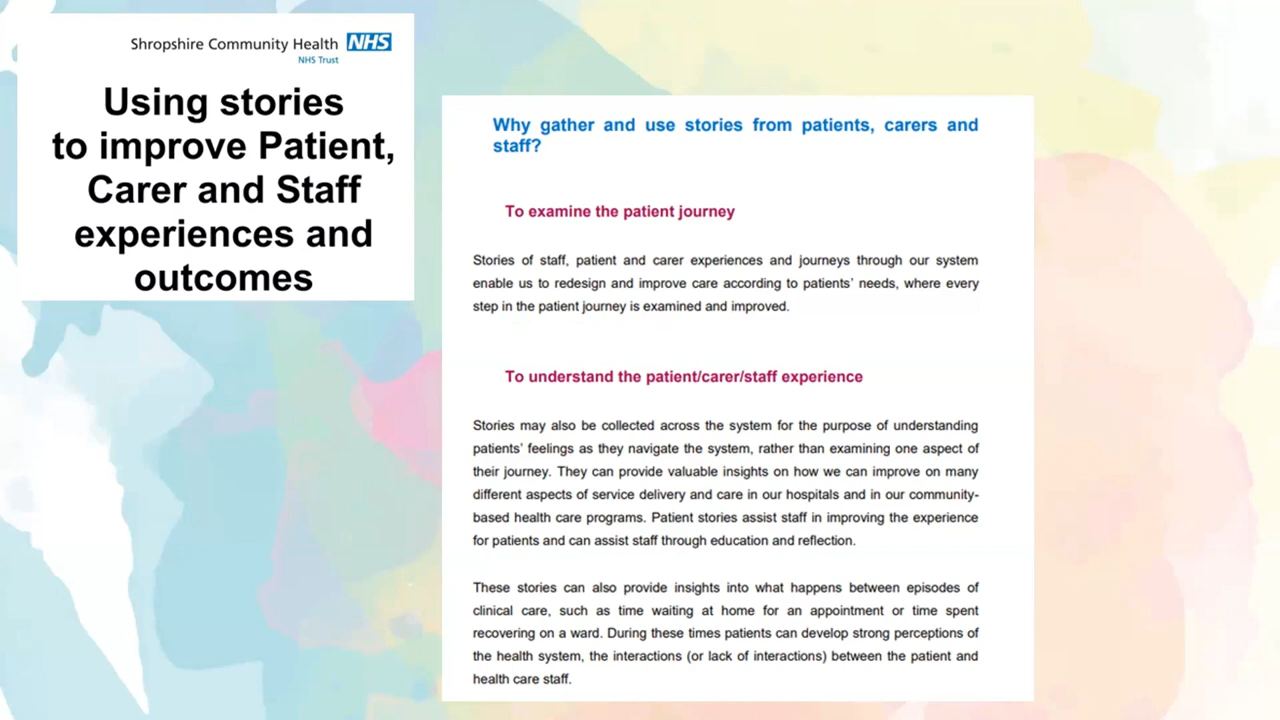 Shropshire Community Health NHS
NHS Trust
Using stories
to improve Patient,
Carer and Staff
experiences and
outcomes
Why gather and use stories from patients, carers and
staff?
To examine the patient journey
Stories of staff, patient and carer experiences and journeys through our system
enable us to redesign and improve care according to patients’ needs, where every
step in the patient journey is examined and improved.
To understand the patient/carer/staff experience
Stories may also be collected across the system for the purpose of understanding
patients’ feelings as they navigate the system, rather than examining one aspect of
their journey. They can provide valuable insights on how we can improve on many
different aspects of service delivery and care in our hospitals and in our community-
based health care programs. Patient stories assist staff in improving the experience
for patients and can assist staff through education and reflection.
These stories can also provide insights into what happens between episodes of
clinical care, such as time waiting at home for an appointment or time spent
recovering on a ward. During these times patients can develop strong perceptions of
the health system, the interactions (or lack of interactions) between the patient and
health care staff.